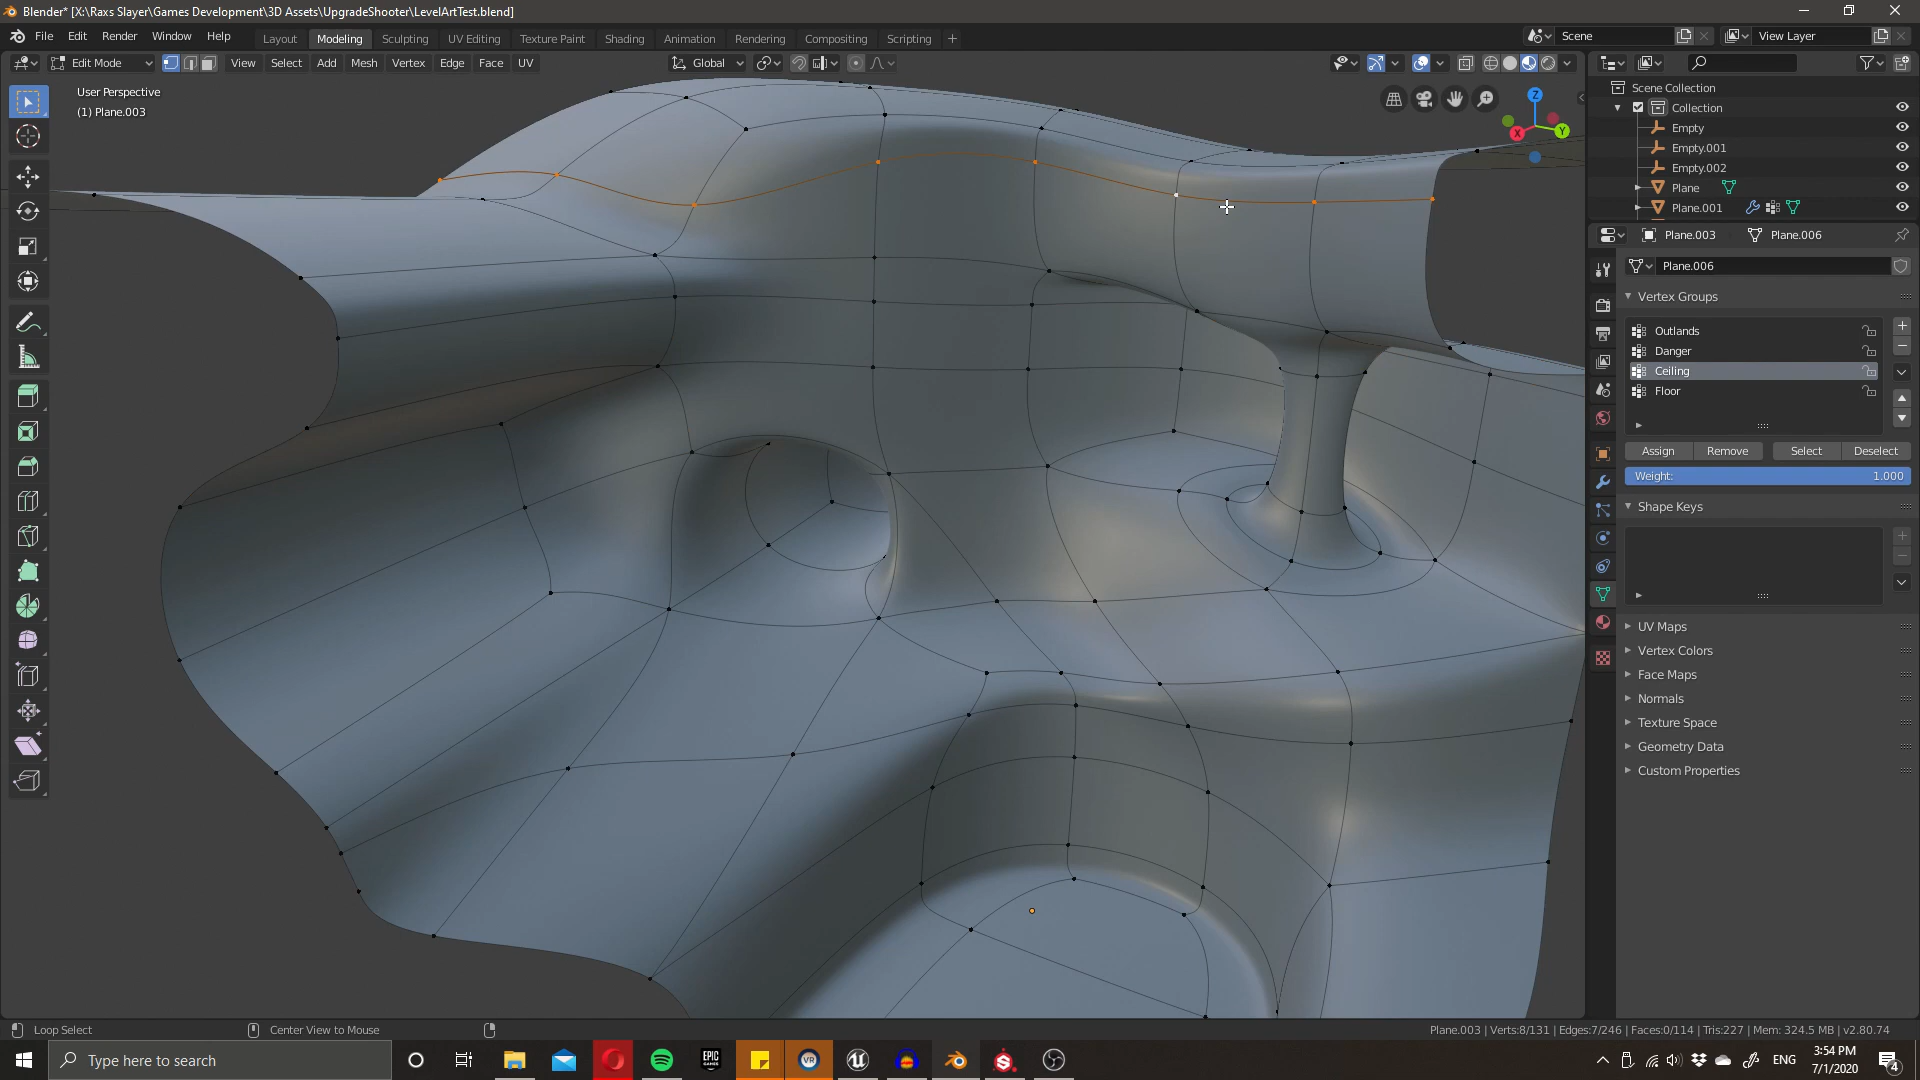 Blender* [X:\Raxs Slayer\Games Development\3D Assets\UpgradeShooter\LevelArtTest.blend]
File Edit Render Window Help
Layout Modeling Sculpting UV Editing Texture Paint Shading Animation Rendering Compositing Scripting +
Scene
View Layer
Edit Mode
View Select Add Mesh Vertex Edge Face UV
Global
User Perspective
(1) Plane.003
Z
X
Y
Scene Collection
Collection
Empty
Empty.001
Empty.002
Plane
Plane.001
Plane.003
Plane.006
Plane.006
Vertex Groups
Outlands
Danger
Ceiling
Floor
Assign Remove Select Deselect
Weight: 1.000
Shape Keys
UV Maps
Vertex Colors
Face Maps
Normals
Texture Space
Geometry Data
Custom Properties
Loop Select
Center View to Mouse
Plane.003 | Verts:8/131 | Edges:7/246 | Faces:0/114 | Tris:227 | Mem: 324.5 MB | v2.80.74
Type here to search
EPIC
GAMES
VR
ENG
3:54 PM
7/1/2020
4